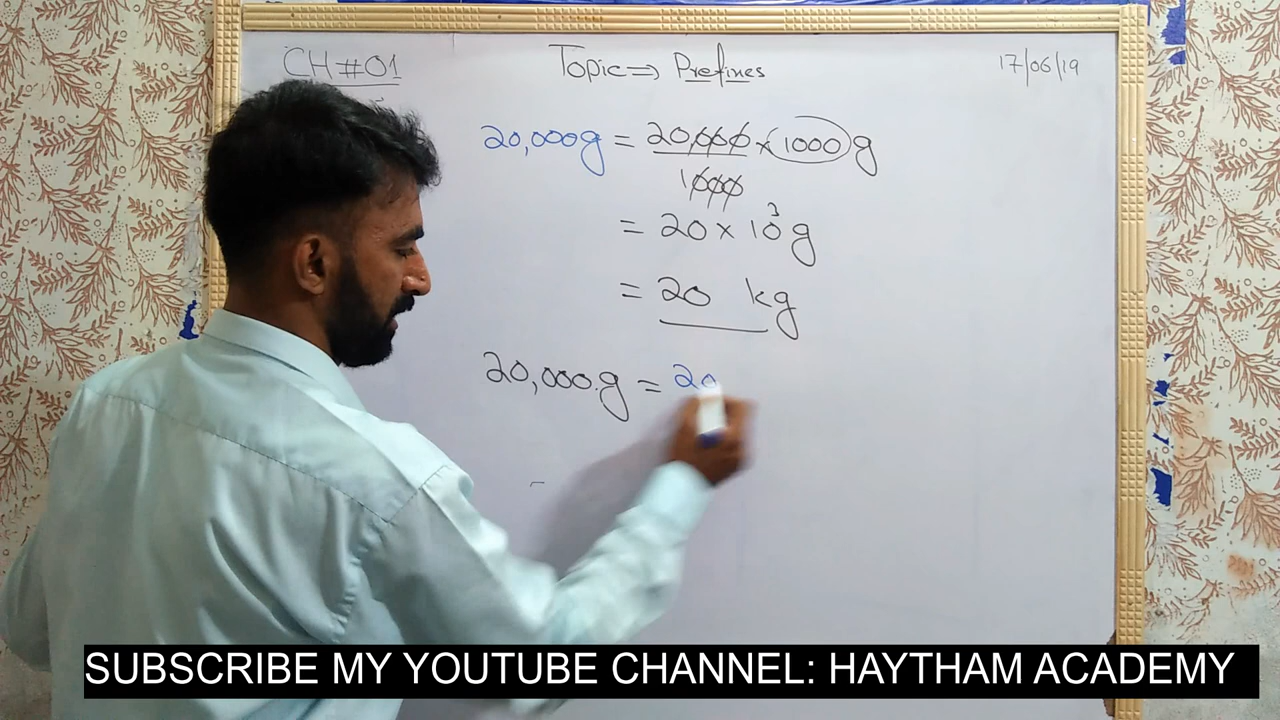 CH#01
Topic => Prefines
17/06/19
20,000g = 20,000 × 1000 g
1000
= 20 × 10³ g
= 20 kg
20,000 g = 20
SUBSCRIBE MY YOUTUBE CHANNEL: HAYTHAM ACADEMY